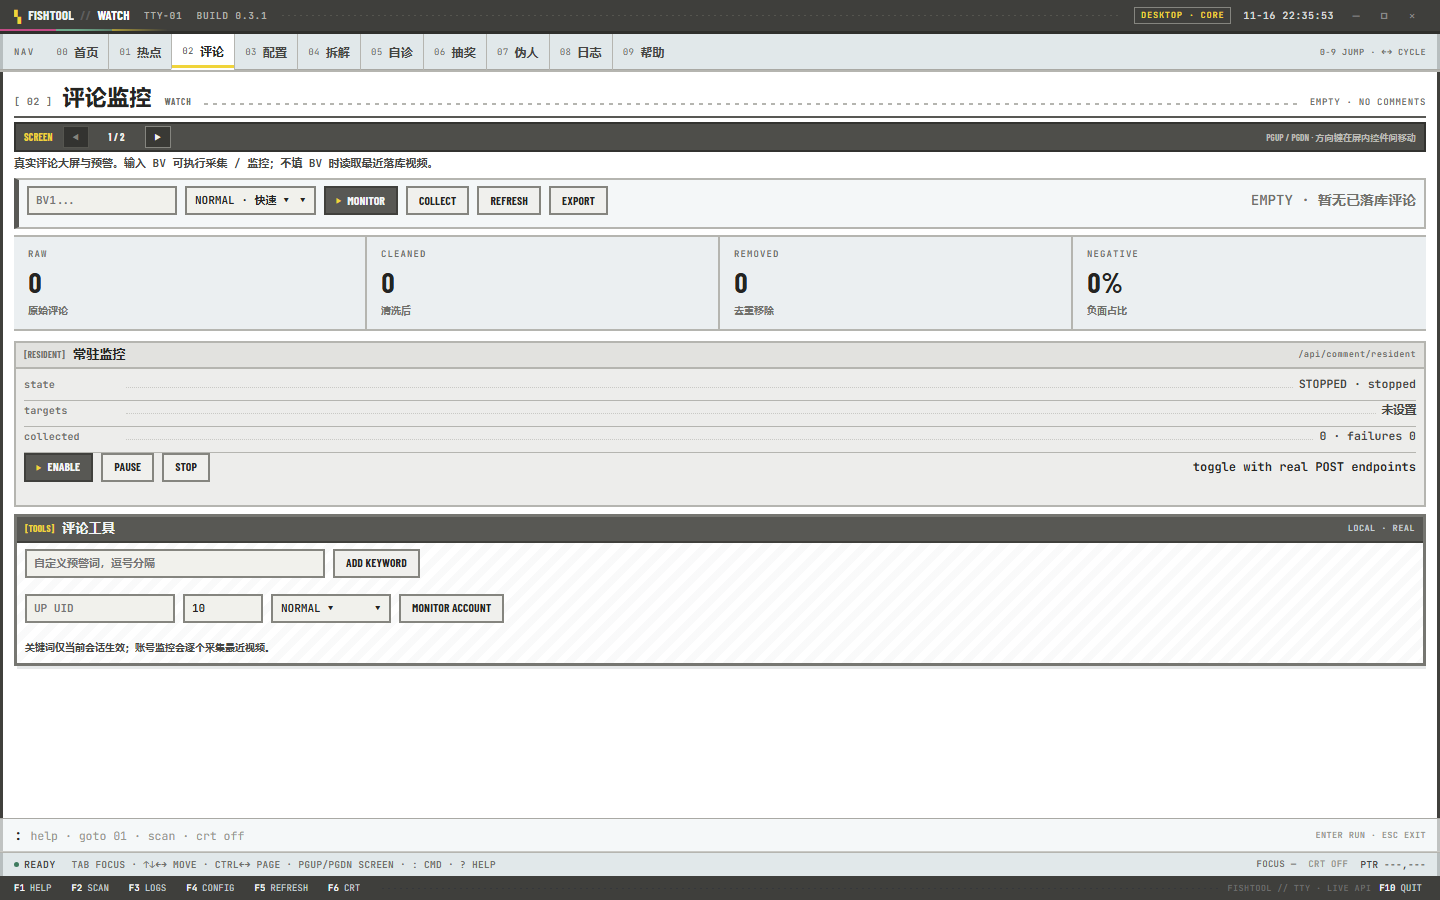 FISHTOOL // WATCH TTY-01 BUILD 0.3.1 DESKTOP · CORE 11-16 22:35:53
NAV 00 首页 01 热点 02 评论 03 配置 04 拆解 05 自诊 06 抽奖 07 伪人 08 日志 09 帮助 0-9 JUMP · ↔ CYCLE
[ 02 ] 评论监控 WATCH EMPTY · NO COMMENTS
SCREEN ◀ 1/2 ▶ PGUP / PGDN · 方向键在屏内控件间移动
真实评论大屏与预警。输入 BV 可执行采集 / 监控；不填 BV 时读取最近落库视频。
BV1... NORMAL · 快速 ▾ ▾ ▶ MONITOR COLLECT REFRESH EXPORT EMPTY · 暂无已落库评论
RAW CLEANED REMOVED NEGATIVE
0 0 0 0%
原始评论 清洗后 去重移除 负面占比
[RESIDENT] 常驻监控 /api/comment/resident
state STOPPED · stopped
targets 未设置
collected 0 · failures 0
▶ ENABLE PAUSE STOP toggle with real POST endpoints
[TOOLS] 评论工具 LOCAL · REAL
自定义预警词，逗号分隔 ADD KEYWORD
UP UID 10 NORMAL ▾ ▾ MONITOR ACCOUNT
关键词仅当前会话生效；账号监控会逐个采集最近视频。
: help · goto 01 · scan · crt off ENTER RUN · ESC EXIT
READY TAB FOCUS · ↑↓↔ MOVE · CTRL↔ PAGE · PGUP/PGDN SCREEN · : CMD · ? HELP FOCUS — CRT OFF PTR ---,---
F1 HELP F2 SCAN F3 LOGS F4 CONFIG F5 REFRESH F6 CRT FISHTOOL // TTY · LIVE API F10 QUIT